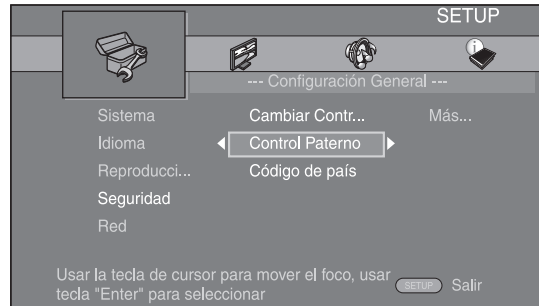 SETUP
--- Configuración General ---
Sistema Cambiar Contr... Más...
Idioma Control Paterno
Reproducci... Código de país
Seguridad
Red
Usar la tecla de cursor para mover el foco, usar
tecla "Enter" para seleccionar
SETUP Salir